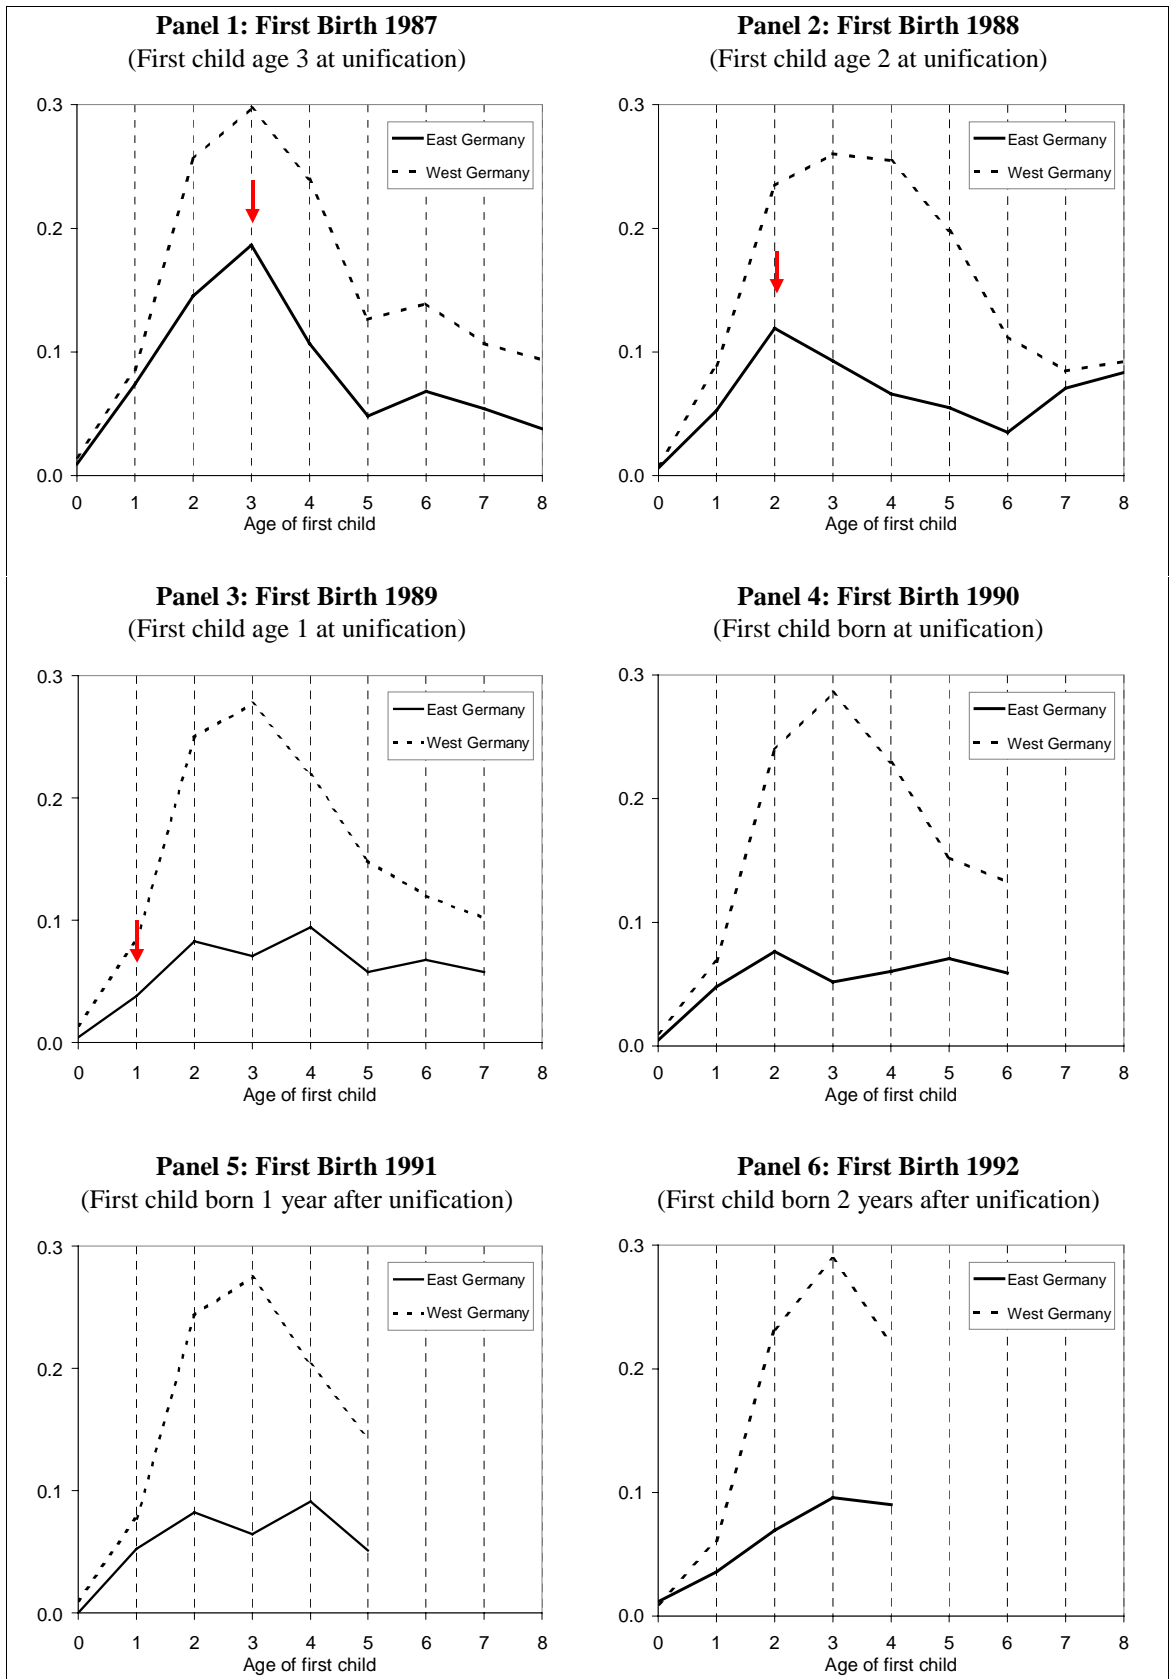 Panel 1: First Birth 1987
(First child age 3 at unification)
0.3
0.2
0.1
0.0
East Germany
West Germany
0 1 2 3 4 5 6 7 8
Age of first child
Panel 2: First Birth 1988
(First child age 2 at unification)
0.3
0.2
0.1
0.0
East Germany
West Germany
0 1 2 3 4 5 6 7 8
Age of first child
Panel 3: First Birth 1989
(First child age 1 at unification)
0.3
0.2
0.1
0.0
East Germany
West Germany
0 1 2 3 4 5 6 7 8
Age of first child
Panel 4: First Birth 1990
(First child born at unification)
0.3
0.2
0.1
0.0
East Germany
West Germany
0 1 2 3 4 5 6 7 8
Age of first child
Panel 5: First Birth 1991
(First child born 1 year after unification)
0.3
0.2
0.1
0.0
East Germany
West Germany
0 1 2 3 4 5 6 7 8
Age of first child
Panel 6: First Birth 1992
(First child born 2 years after unification)
0.3
0.2
0.1
0.0
East Germany
West Germany
0 1 2 3 4 5 6 7 8
Age of first child